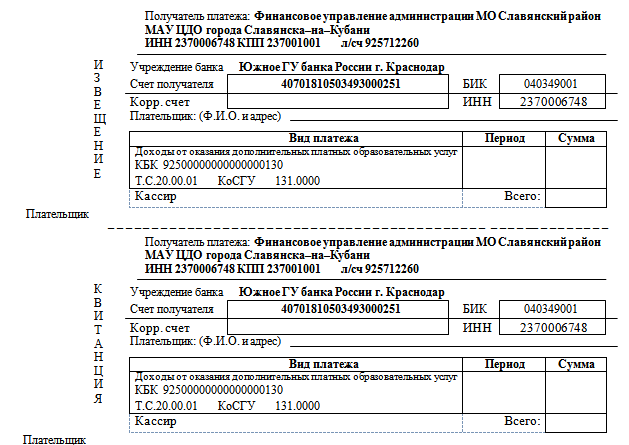 Получатель платежа: Финансовое управление администрации МО Славянский район
МАУ ЦДО города Славянска–на–Кубани
ИНН 2370006748 КПП 237001001 л/сч 925712260
ИЗВЕЩЕНИЕ
Учреждение банка Южное ГУ банка России г. Краснодар
Счет получателя 40701810503493000251 БИК 040349001
Корр. счет ИНН 2370006748
Плательщик: (Ф.И.О. и адрес)
Вид платежа Период Сумма
Доходы от оказания дополнительных платных образовательных услуг
КБК 92500000000000000130
Т.С.20.00.01 КоСГУ 131.0000
Кассир Всего:
Плательщик
Получатель платежа: Финансовое управление администрации МО Славянский район
МАУ ЦДО города Славянска–на–Кубани
ИНН 2370006748 КПП 237001001 л/сч 925712260
КВИТАНЦИЯ
Учреждение банка Южное ГУ банка России г. Краснодар
Счет получателя 40701810503493000251 БИК 040349001
Корр. счет ИНН 2370006748
Плательщик: (Ф.И.О. и адрес)
Вид платежа Период Сумма
Доходы от оказания дополнительных платных образовательных услуг
КБК 92500000000000000130
Т.С.20.00.01 КоСГУ 131.0000
Кассир Всего:
Плательщик